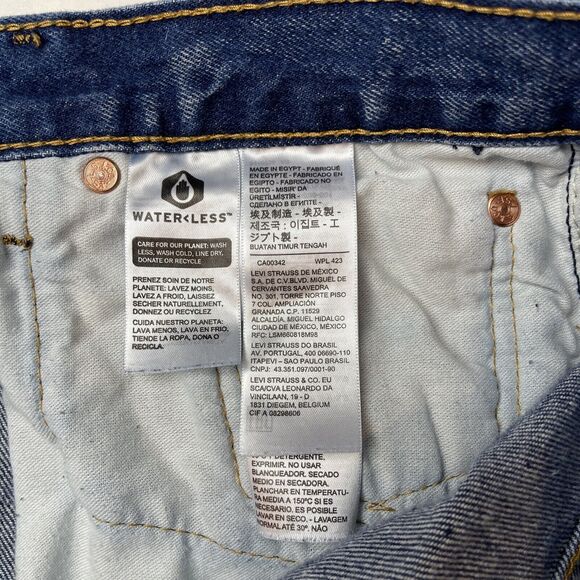 WATER<LESS™
CARE FOR OUR PLANET: WASH
LESS, WASH COLD, LINE DRY,
DONATE OR RECYCLE
PRENEZ SOIN DE NOTRE
PLANETE: LAVEZ MOINS,
LAVEZ A FROID, LAISSEZ
SÉCHER NATURELLEMENT,
DONNEZ OU RECYCLEZ
CUIDA NUESTRO PLANETA:
LAVA MENOS, LAVA EN FRIO,
TIENDE LA ROPA, DONA O
RECICLA.
MADE IN EGYPT - FABRIQUÉ
EN EGYPTE - FABRICADO EN
EGIPTO - MISIR' DA
ÜRETILMIŞTIR -
СДЕЛАНО В ЕГИПТЕ -
埃及制造 - 埃及製 -
제조국 : 이집트 - エ
ジプト製 -
BUATAN TIMUR TENGAH
CA00342 WPL 423
LEVI STRAUSS DE MÉXICO
S.A. DE C.V.BLVD. MIGUEL DE
CERVANTES SAAVEDRA
NO. 301, TORRE NORTE PISO
7 COL. AMPLIACIÓN
GRANADA C.P. 11529
ALCALDÍA. MIGUEL HIDALGO
CIUDAD DE MÉXICO / MÉXICO
RFC: LSM660818M98
LEVI STRAUSS DO BRASIL
AV. PORTUGAL, 400 06690-110
ITAPEVI – SAO PAULO BRASIL
CNPJ: 43.351.097/0001-90
LEVI STRAUSS & CO. EU
SCA/CVA LEONARDO DA
VINCILAAN, 19 - D
1831 DIEGEM, BELGIUM
CIF A 08298606
DETERGENTE.
EXPRIMIR. NO USAR
BLANQUEADOR. SECADO
MEDIO EN SECADORA.
PLANCHAR EN TEMPERATU-
RA MEDIA A 150°C SI ES
NECESARIO. ES POSIBLE
LAVAR EN SECO. - LAVAGEM
NORMAL ATÉ 30°. NÃO